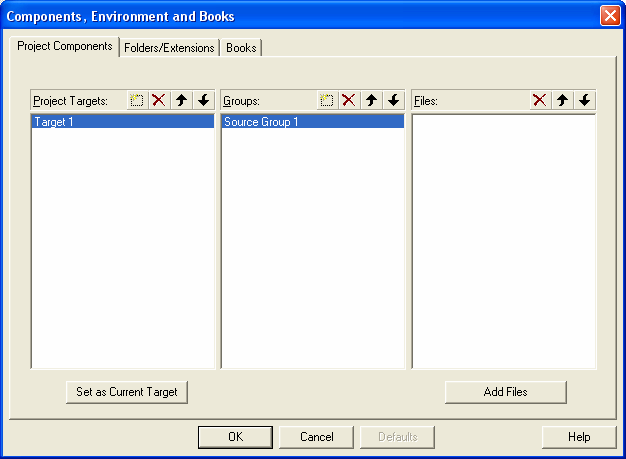 Components, Environment and Books
Project Components Folders/Extensions Books
Project Targets: Groups: Files:
Target 1 Source Group 1
Set as Current Target Add Files
OK Cancel Defaults Help